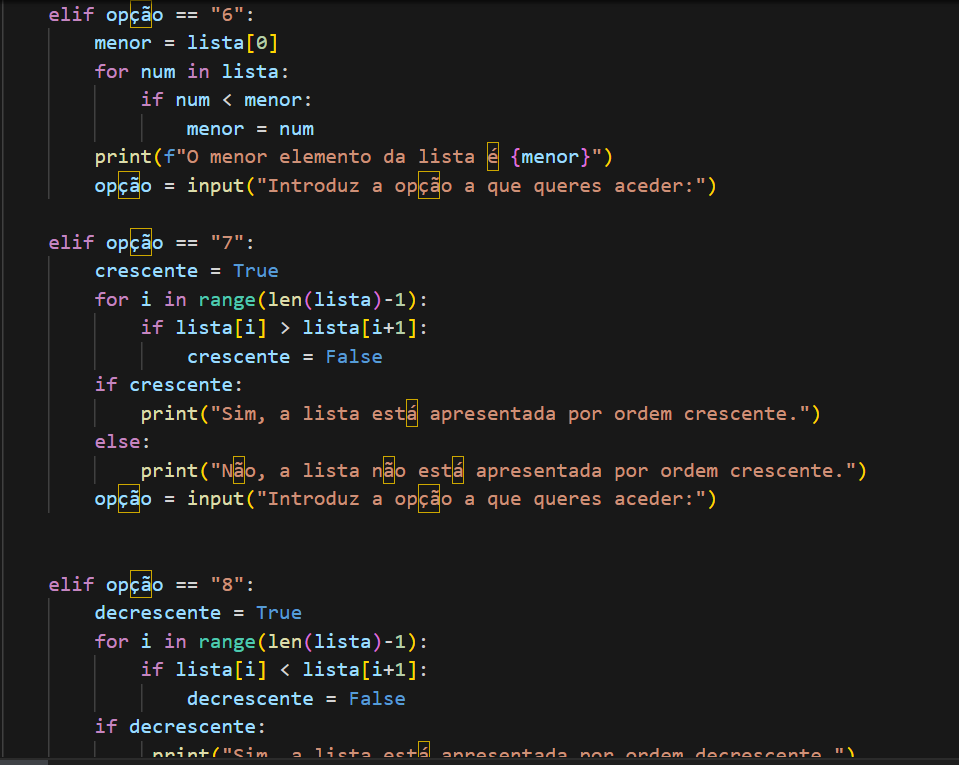 elif opção == "6":
menor = lista[0]
for num in lista:
if num < menor:
menor = num
print(f"O menor elemento da lista é {menor}")
opção = input("Introduz a opção a que queres aceder:")
elif opção == "7":
crescente = True
for i in range(len(lista)-1):
if lista[i] > lista[i+1]:
crescente = False
if crescente:
print("Sim, a lista está apresentada por ordem crescente.")
else:
print("Não, a lista não está apresentada por ordem crescente.")
opção = input("Introduz a opção a que queres aceder:")
elif opção == "8":
decrescente = True
for i in range(len(lista)-1):
if lista[i] < lista[i+1]:
decrescente = False
if decrescente:
print("Sim, a lista está apresentada por ordem decrescente.")